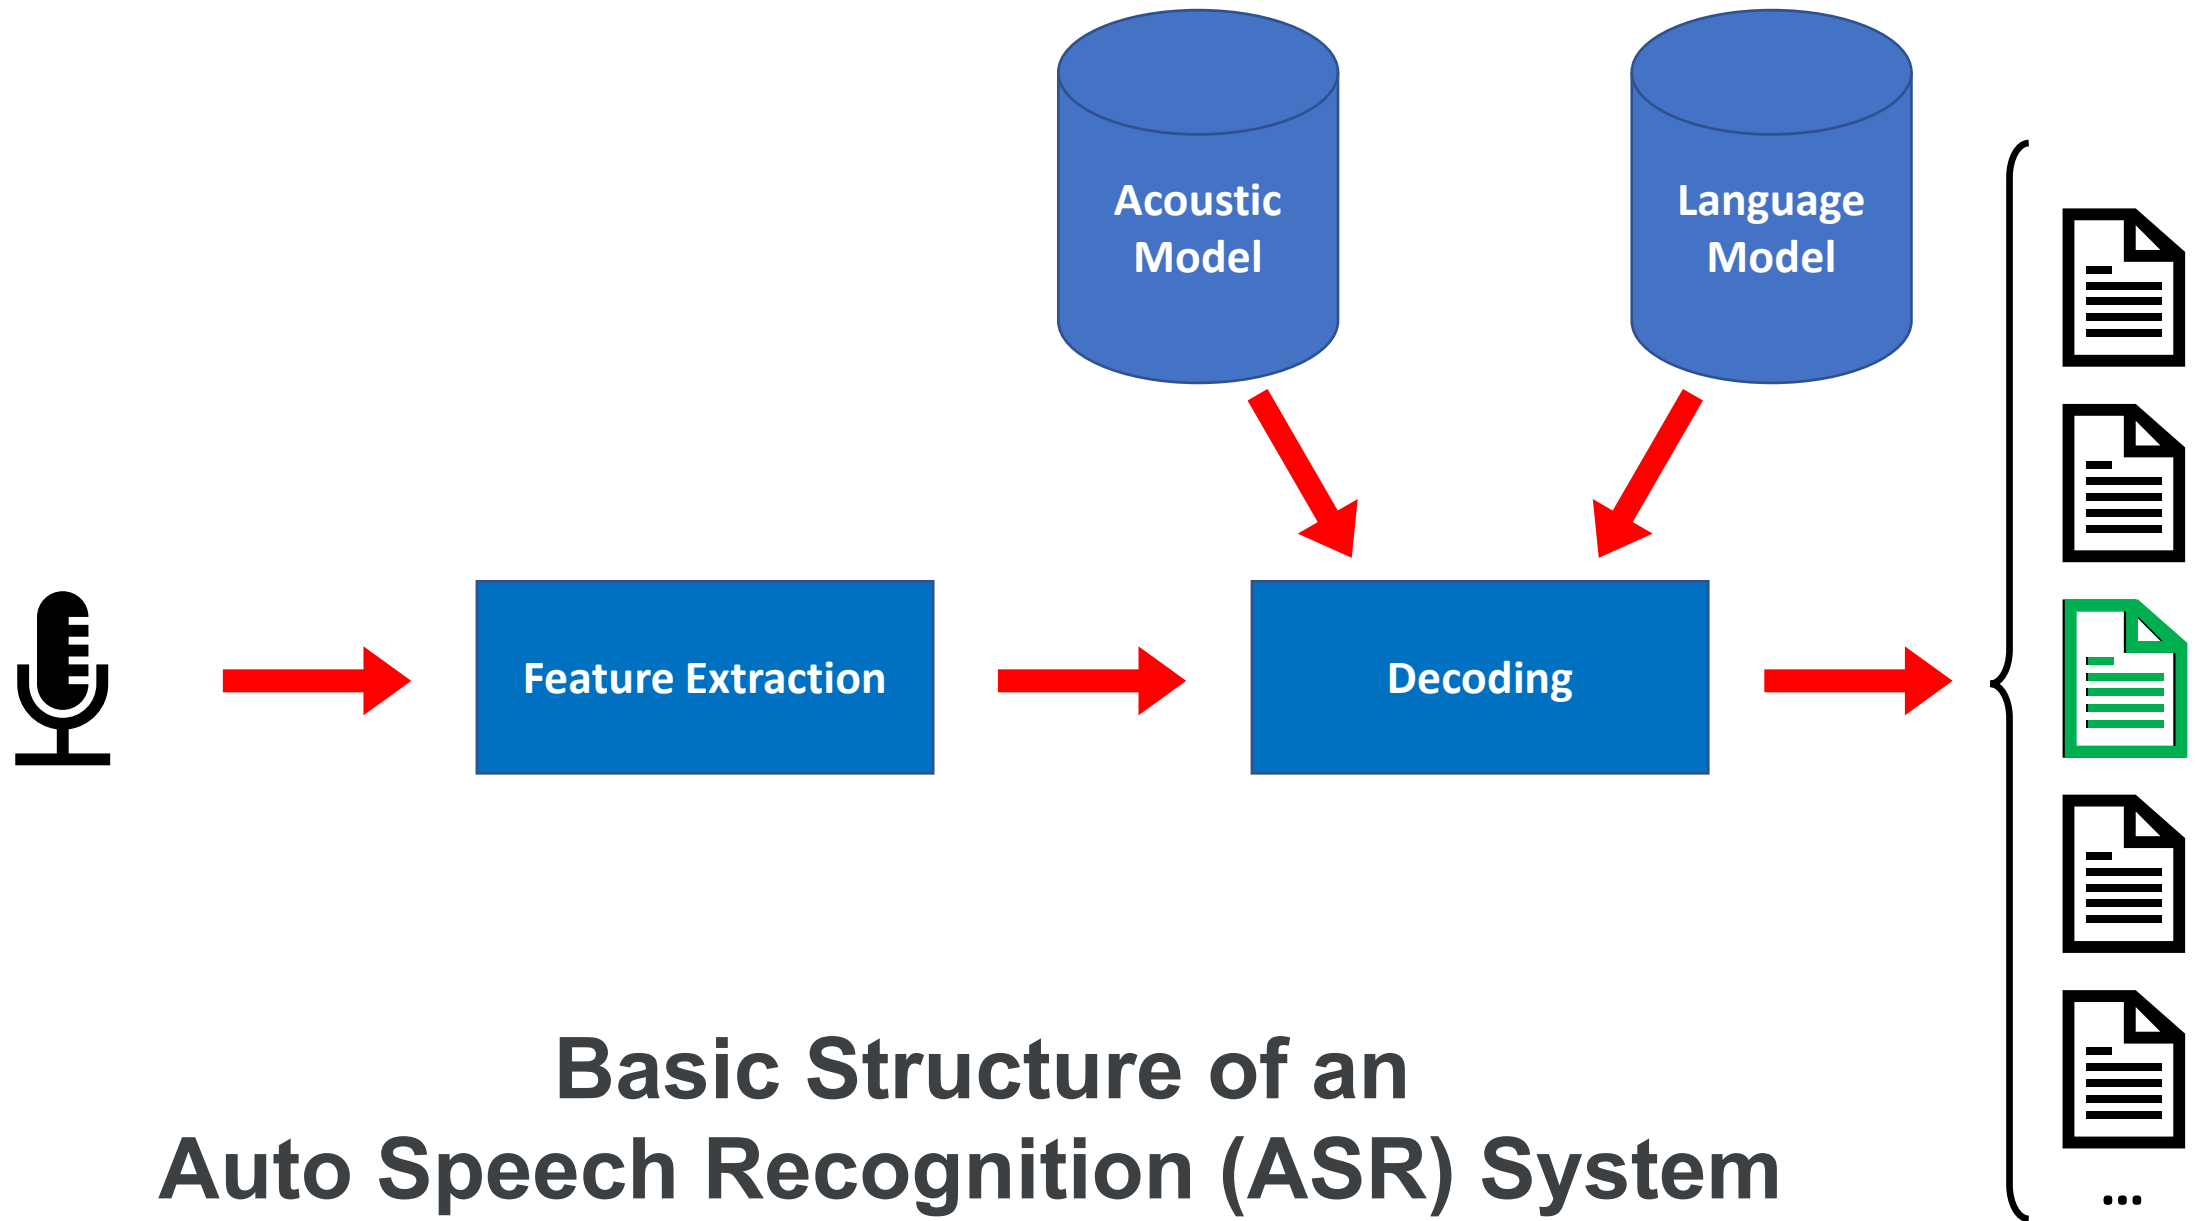 Acoustic
Model
Language
Model
Feature Extraction
Decoding
...
Basic Structure of an
Auto Speech Recognition (ASR) System